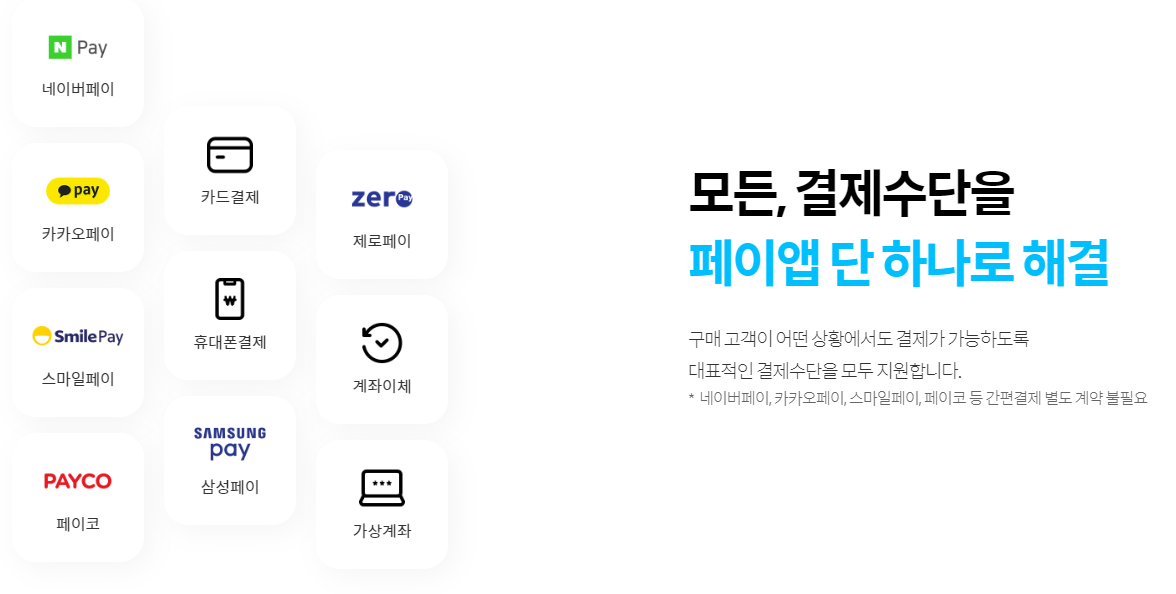 N Pay
네이버페이
pay
카카오페이
SmilePay
스마일페이
PAYCO
페이코
카드결제
₩
휴대폰결제
SAMSUNG
pay
삼성페이
zeroPay
제로페이
계좌이체
***
가상계좌
모든, 결제수단을
페이앱 단 하나로 해결
구매 고객이 어떤 상황에서도 결제가 가능하도록
대표적인 결제수단을 모두 지원합니다.
* 네이버페이, 카카오페이, 스마일페이, 페이코 등 간편결제 별도 계약 불필요